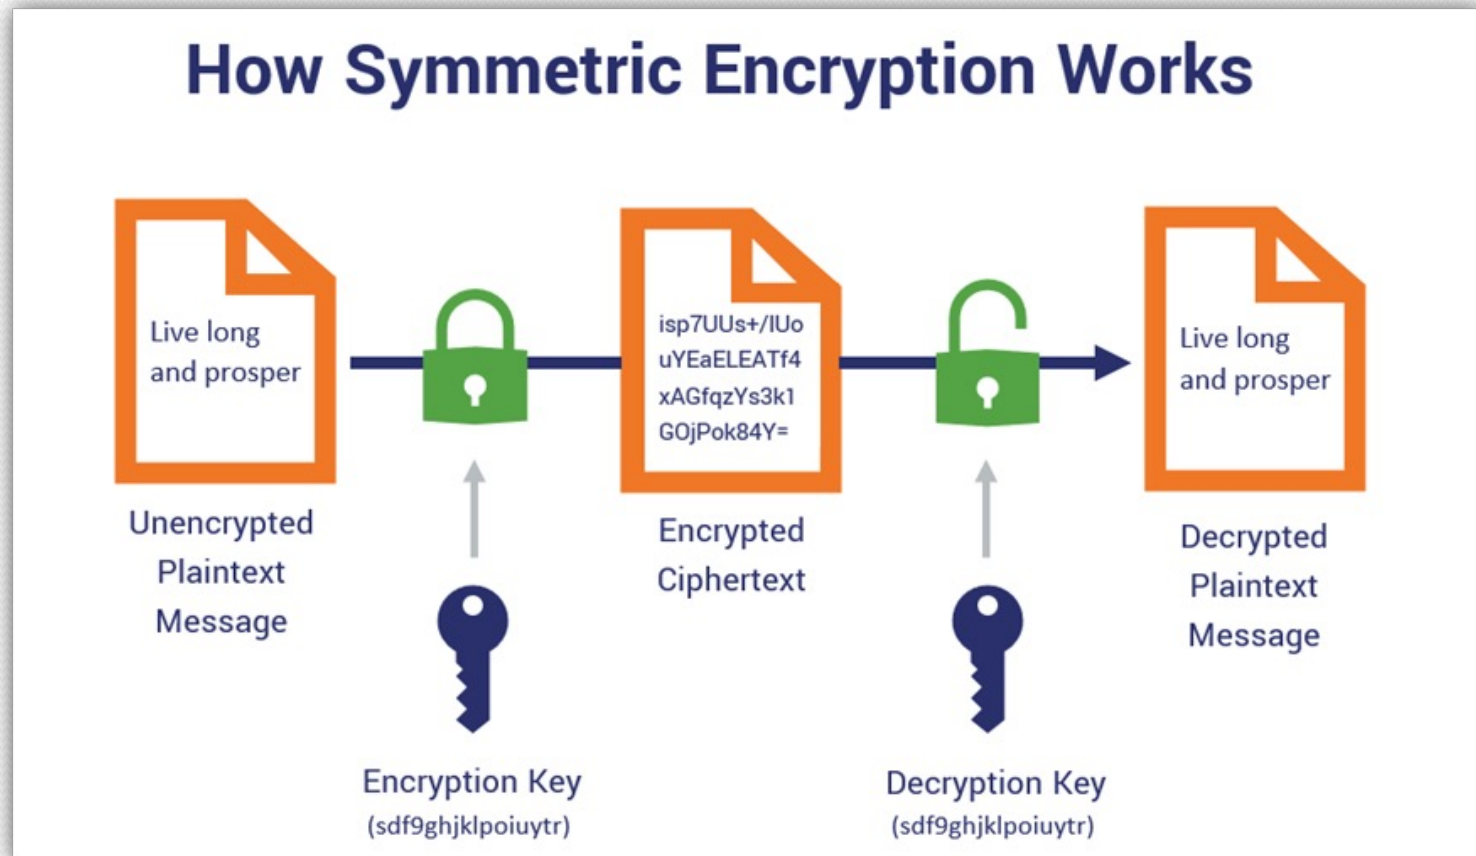 How Symmetric Encryption Works
Live long
and prosper
Unencrypted
Plaintext
Message
isp7UUs+/IUo
uYEaELEATf4
xAGfqzYs3k1
GOjPok84Y=
Encrypted
Ciphertext
Live long
and prosper
Decrypted
Plaintext
Message
Encryption Key
(sdf9ghjklpoiuytr)
Decryption Key
(sdf9ghjklpoiuytr)